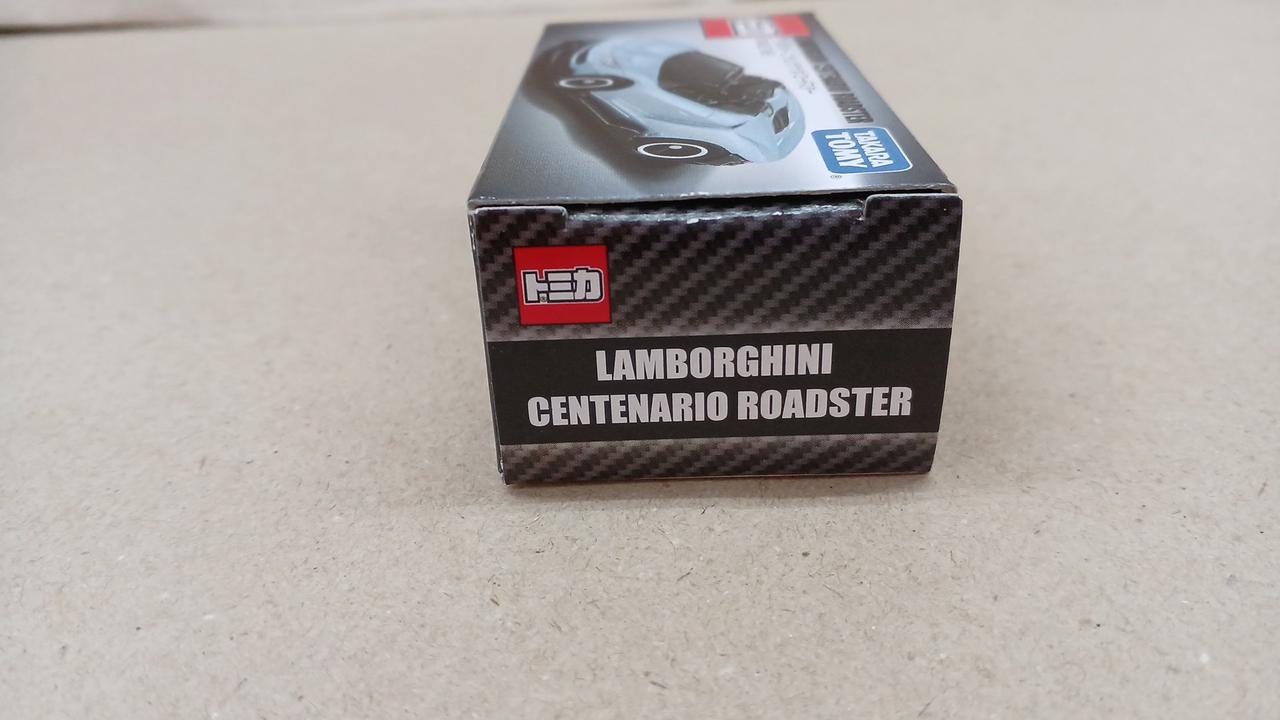 TAKARA
TOMY
®
トミカ
LAMBORGHINI
CENTENARIO ROADSTER